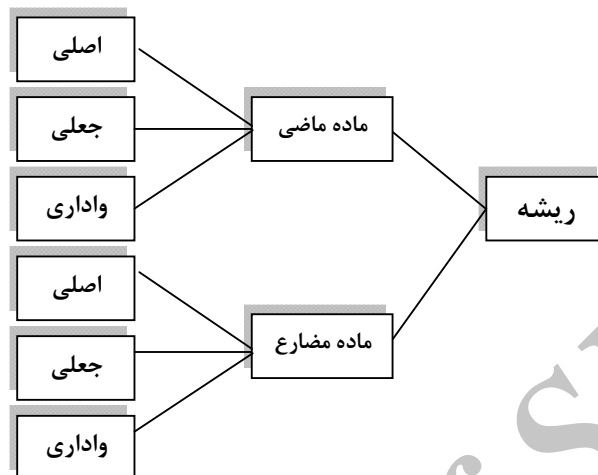 ریشه
ماده ماضی
اصلی
جعلی
واداری
ماده مضارع
اصلی
جعلی
واداری